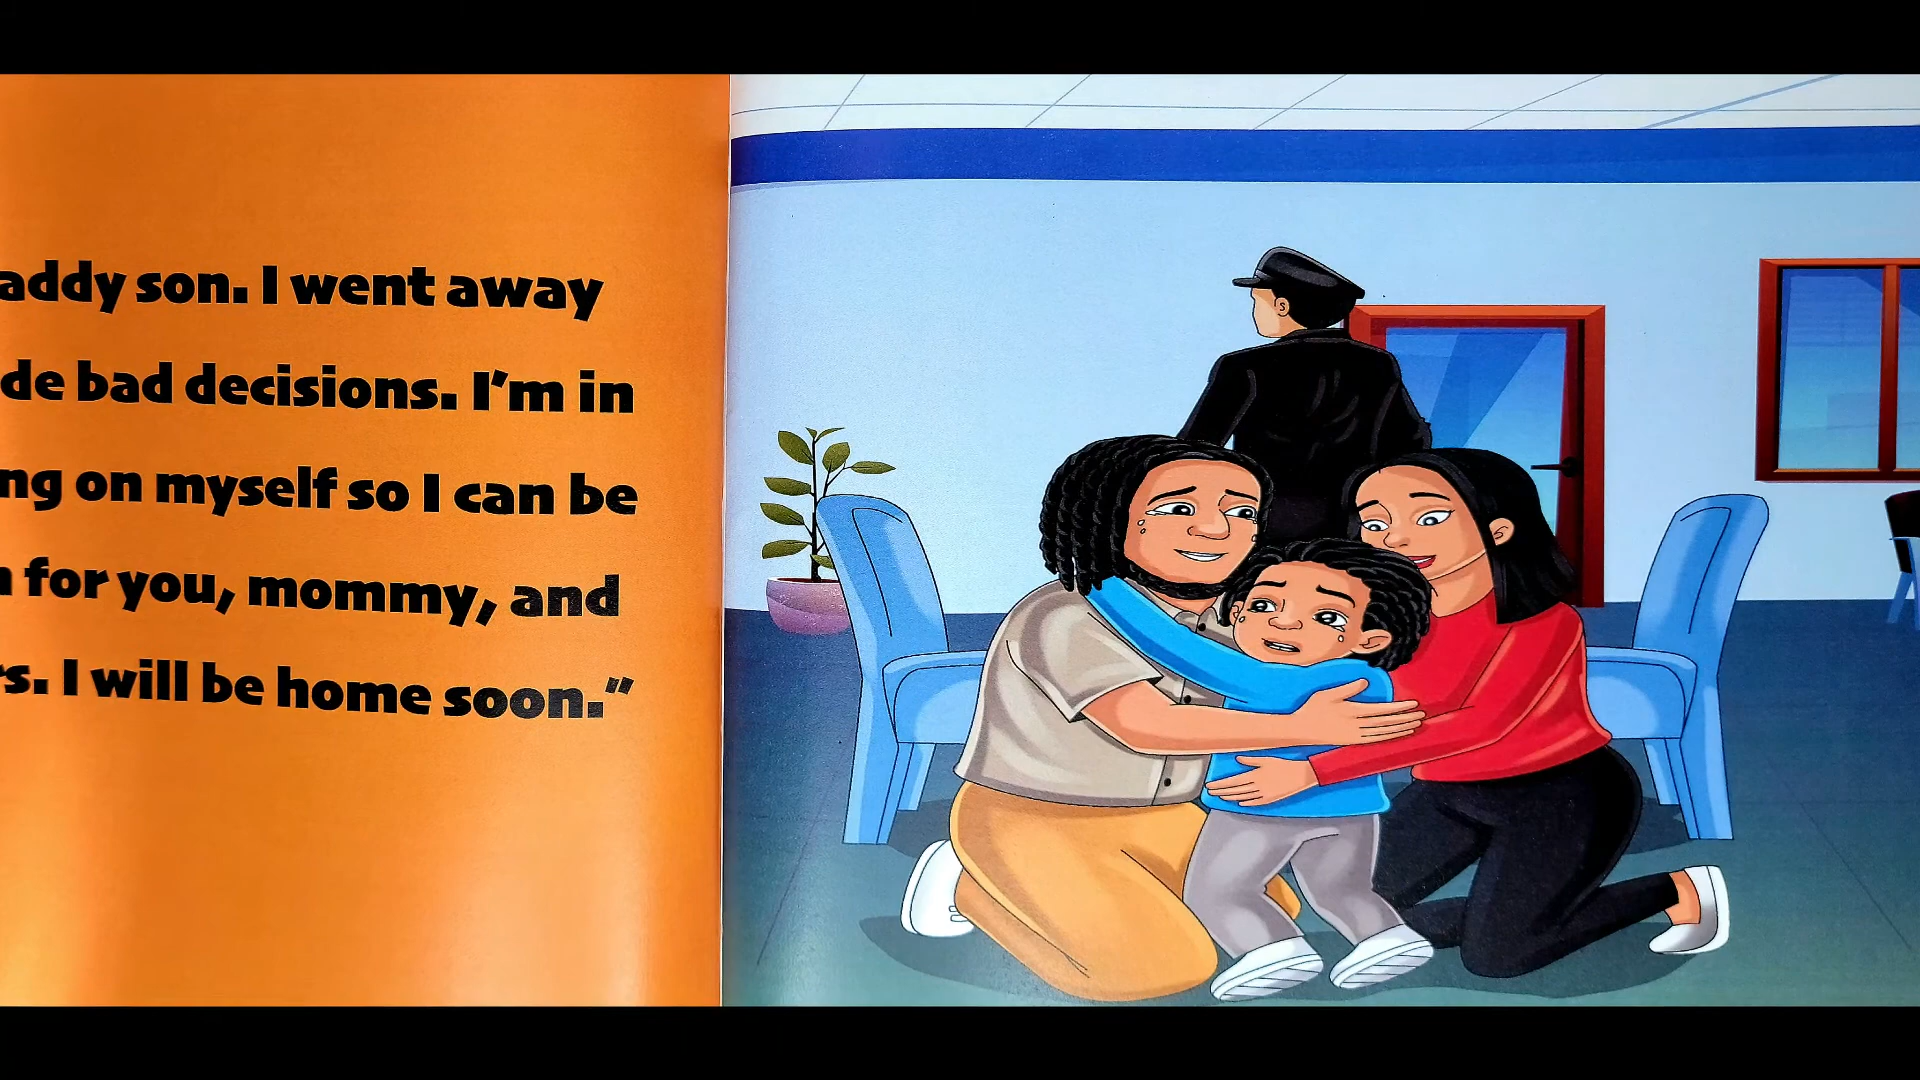 addy son. I went away
de bad decisions. I'm in
ng on myself so I can be
for you, mommy, and
s. I will be home soon."